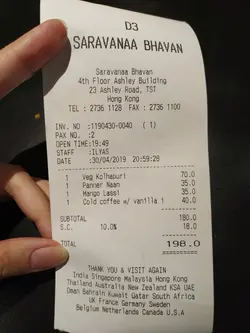 D3
SARAVANAA BHAVAN
Saravanaa Bhavan
4th Floor Ashley Building
23 Ashley Road, TST
Hong Kong
TEL : 2736 1128 FAX : 2736 1100
INV. NO :1190430-0040 ( 1)
PAX NO. :2
OPEN TIME:19:49
STAFF :ILYAS
DATE :30/04/2019 20:59:28
1 Veg Kolhapuri 70.0
1 Panner Naan 35.0
1 Mango Lassi 35.0
1 Cold coffee w/ vanilla i 40.0
SUBTOTAL 180.0
S.C. 10.0% 18.0
TOTAL 198.0
THANK YOU & VISIT AGAIN
India Singapore Malaysia Hong Kong
Thailand Australia New Zealand KSA UAE
Oman Bahrain Kuwait Qatar South Africa
UK France Germany Sweden
Belgium Netherlands Canada U.S